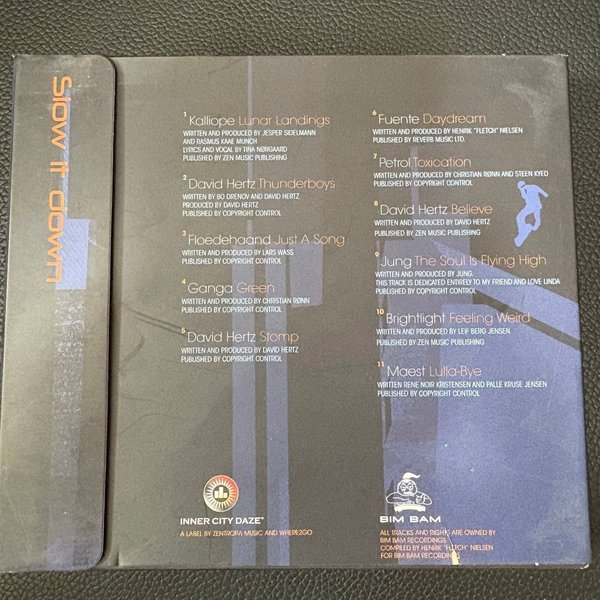 Slow it down
1 Kalliope Lunar Landings
WRITTEN AND PRODUCED BY JESPER SIDELMANN
AND RASMUS KAAE MUNCH
LYRICS AND VOCAL BY TINA NØRGAARD
PUBLISHED BY ZEN MUSIC PUBLISHING
2 David Hertz Thunderboys
WRITTEN BY BO DRENOV AND DAVID HERTZ
PRODUCED BY DAVID HERTZ
PUBLISHED BY COPYRIGHT CONTROL
3 Floedehaand Just A Song
WRITTEN AND PRODUCED BY LARS WASS
PUBLISHED BY COPYRIGHT CONTROL
4 Ganga Green
WRITTEN AND PRODUCED BY CHRISTIAN RØNN
PUBLISHED BY COPYRIGHT CONTROL
5 David Hertz Stomp
WRITTEN AND PRODUCED BY DAVID HERTZ
PUBLISHED BY COPYRIGHT CONTROL
6 Fuente Daydream
WRITTEN AND PRODUCED BY HENRIK "FLETCH" NIELSEN
PUBLISHED BY REVERB MUSIC LTD.
7 Petrol Toxication
WRITTEN AND PRODUCED BY CHRISTIAN RØNN AND STEEN KYED
PUBLISHED BY COPYRIGHT CONTROL
8 David Hertz Believe
WRITTEN AND PRODUCED BY DAVID HERTZ
PUBLISHED BY ZEN MUSIC PUBLISHING
9 Jung The Soul Is Flying High
WRITTEN AND PRODUCED BY JUNG.
THIS TRACK IS DEDICATED ENTIRELY TO MY FRIEND AND LOVE LINDA
PUBLISHED BY COPYRIGHT CONTROL
10 Brightlight Feeling Weird
WRITTEN AND PRODUCED BY LEIF BERG JENSEN
PUBLISHED BY ZEN MUSIC PUBLISHING
11 Maest Lulla-Bye
WRITTEN RENE NOIR KRISTENSEN AND PALLE KRUSE JENSEN
PUBLISHED BY COPYRIGHT CONTROL
INNER CITY DAZE
A LABEL BY ZENTROPA MUSIC AND WHERE2GO
BIM BAM
ALL TRACKS AND RIGHTS ARE OWNED BY
BIM BAM RECORDINGS
COMPILED BY HENRIK "FLETCH" NIELSEN
FOR BIM BAM RECORDINGS